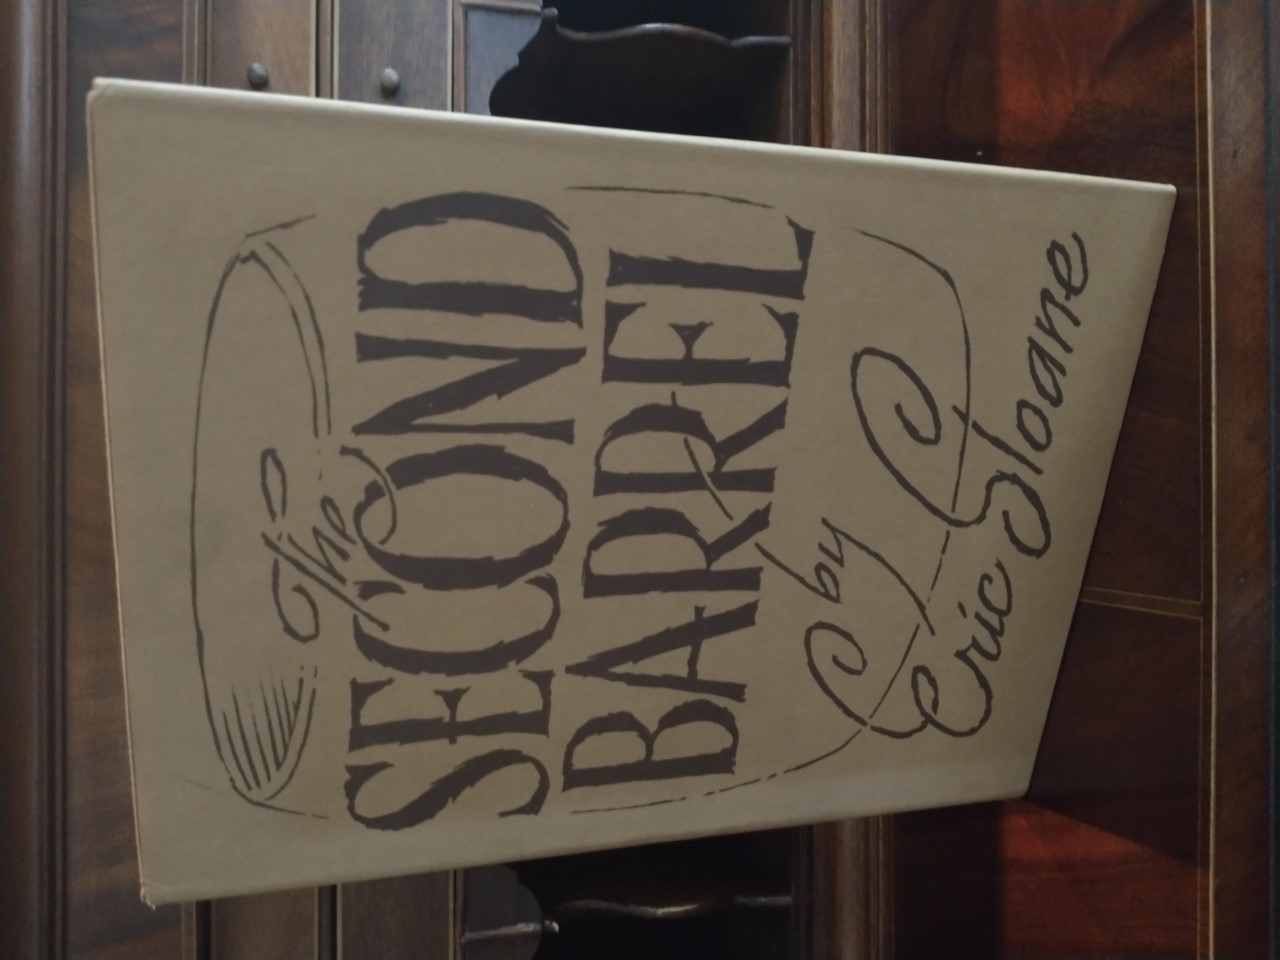 The
SECOND
BARREL
by
Eric Sloane